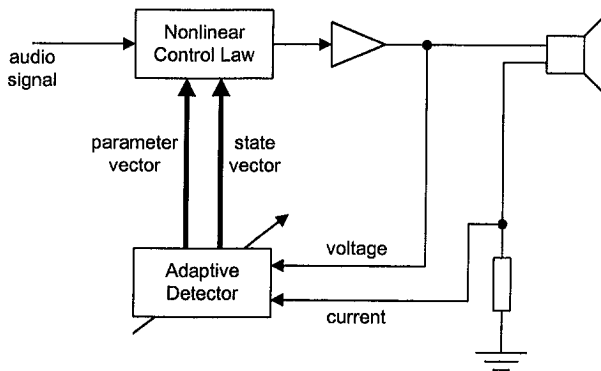 Nonlinear
Control Law
audio
signal
parameter
vector
state
vector
voltage
Adaptive
Detector
current